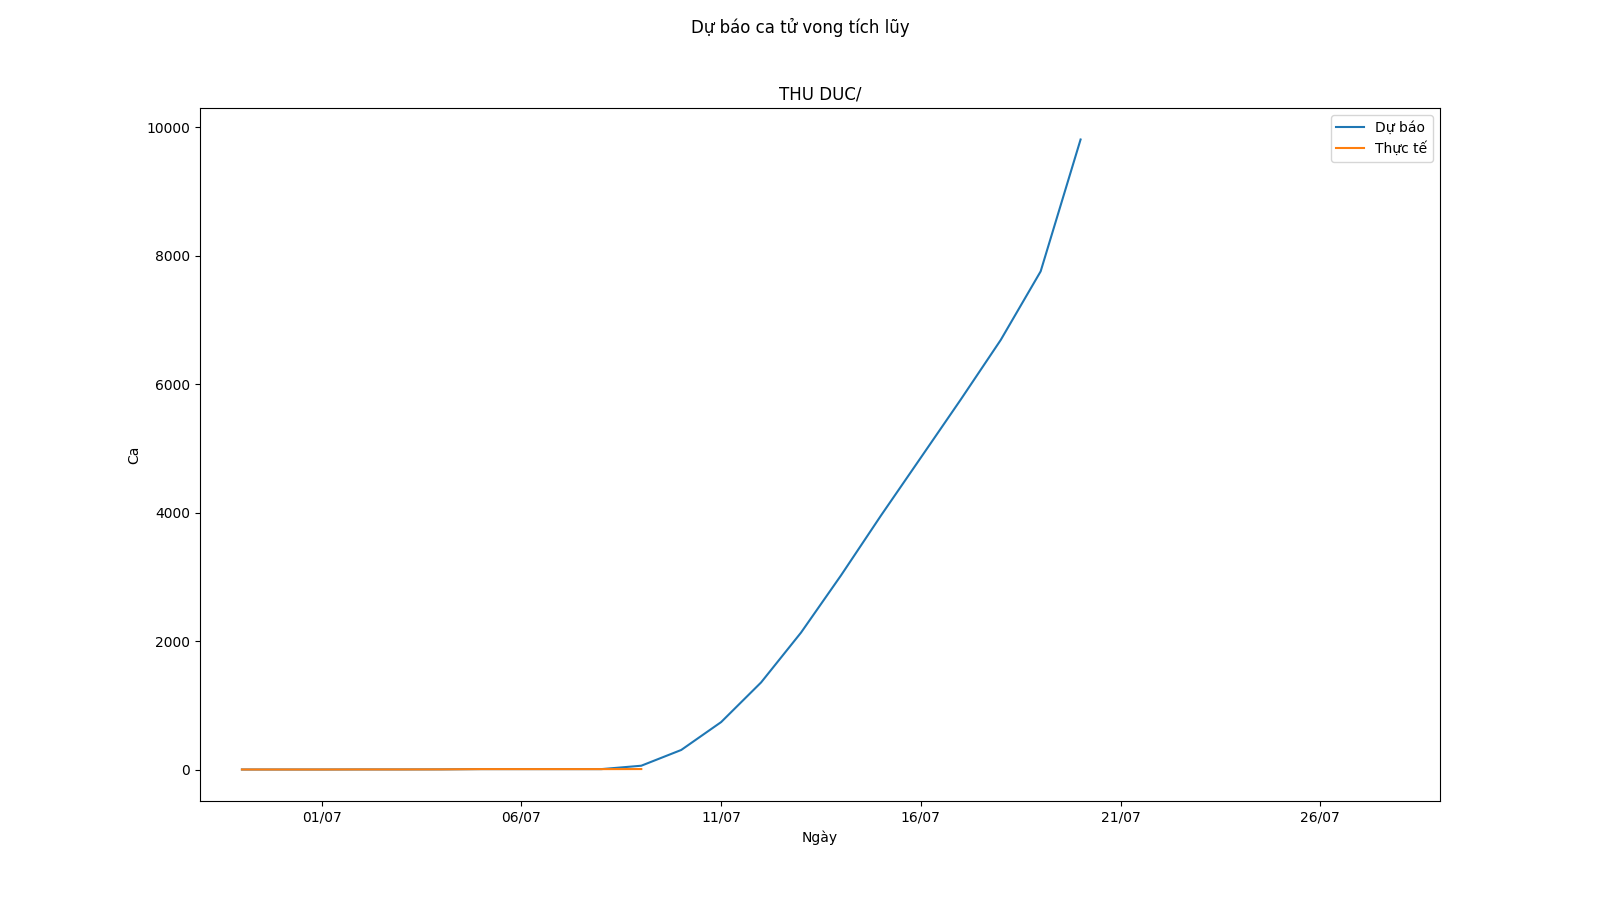 Dự báo ca tử vong tích lũy
THU DUC/
Dự báo
Thực tế
10000
8000
6000
4000
2000
0
Ca
01/07
06/07
11/07
16/07
21/07
26/07
Ngày